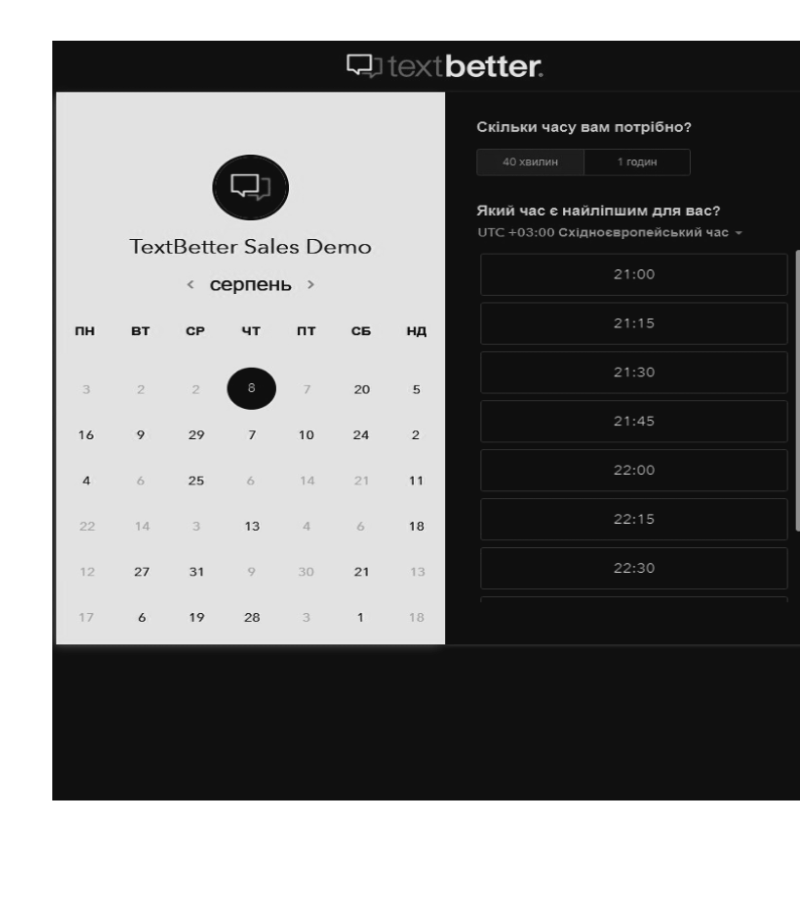 textbetter.
TextBetter Sales Demo
< серпень >
ПН ВТ СР ЧТ ПТ СБ НД
3 2 2 8 7 20 5
16 9 29 7 10 24 2
4 6 25 6 14 21 11
22 14 3 13 4 6 18
12 27 31 9 30 21 13
17 6 19 28 3 1 18
Скільки часу вам потрібно?
40 хвилин 1 годин
Який час є найліпшим для вас?
UTC +03:00 Східноєвропейський час
21:00
21:15
21:30
21:45
22:00
22:15
22:30